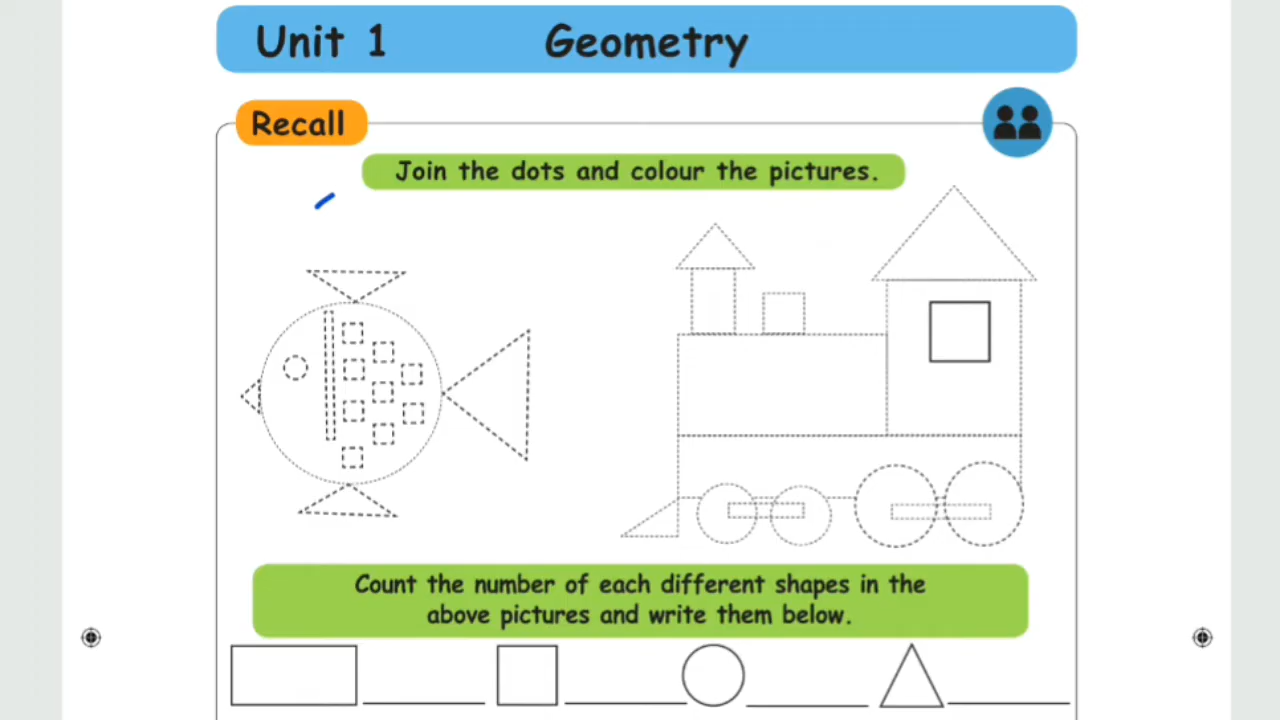 Unit 1 Geometry
Recall
Join the dots and colour the pictures.
Count the number of each different shapes in the
above pictures and write them below.